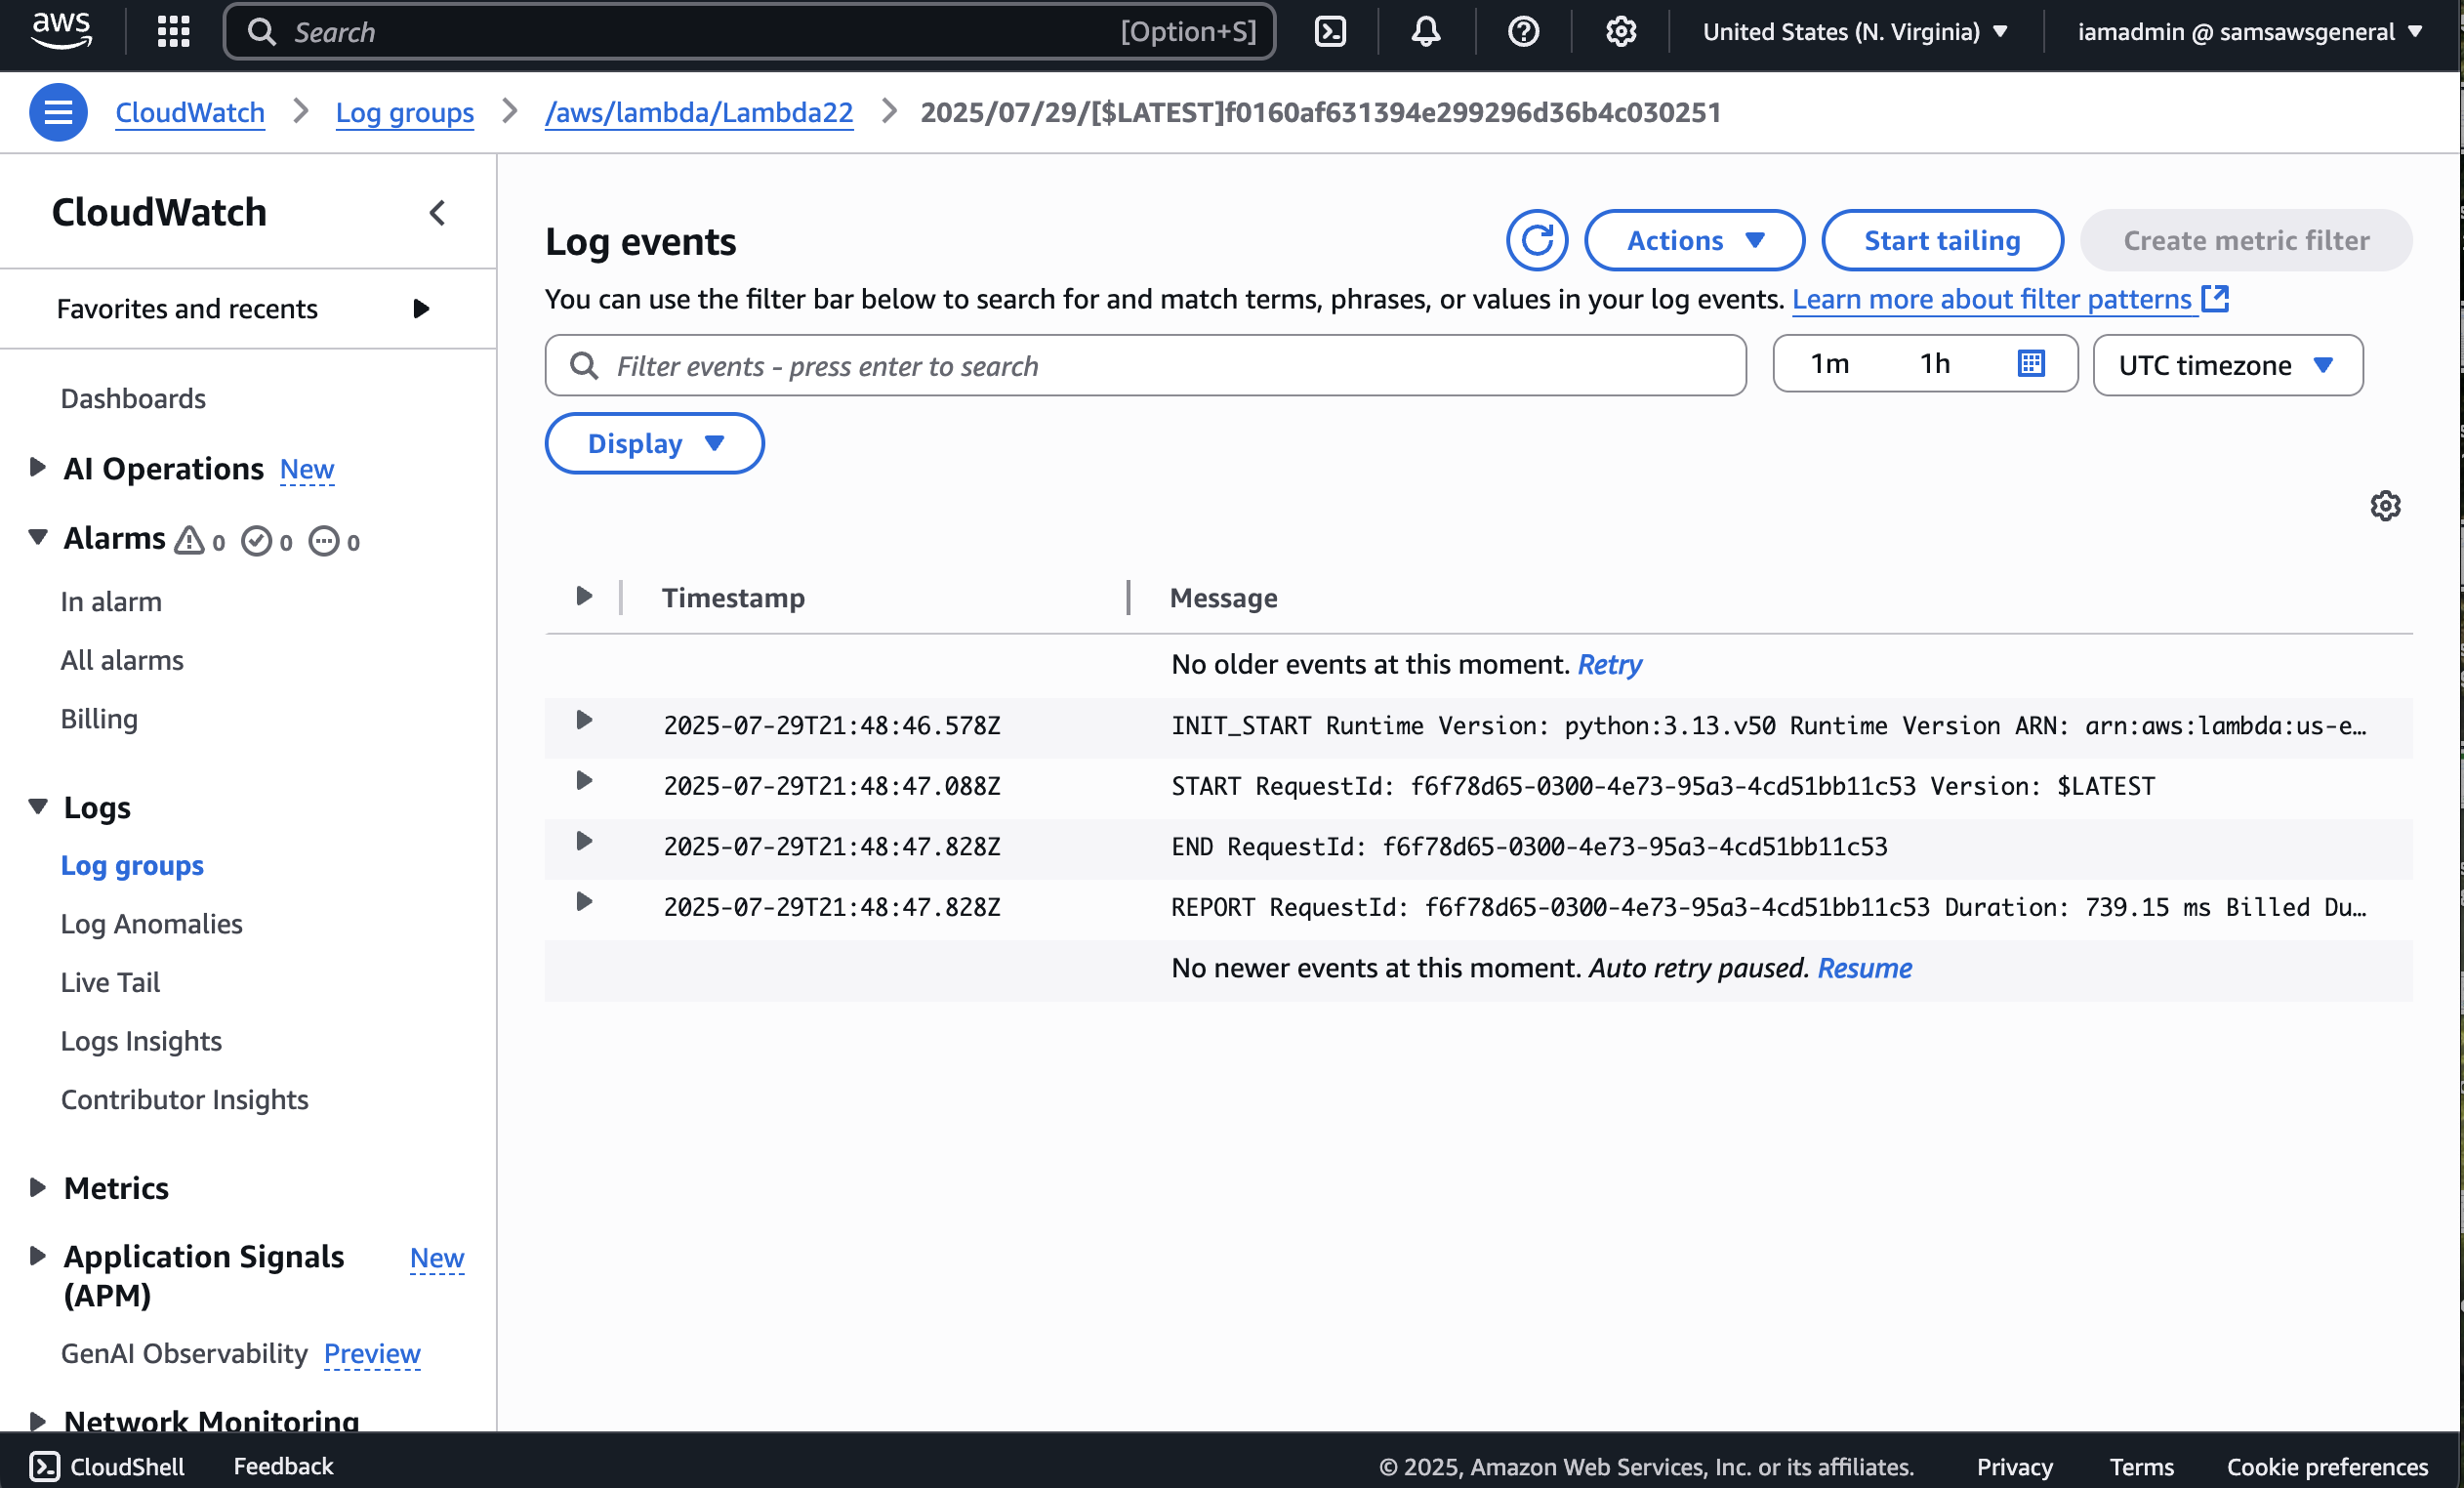 aws
Search [Option+S] United States (N. Virginia) iamadmin @ samsawsgeneral
CloudWatch Log groups /aws/lambda/Lambda22 2025/07/29/[$LATEST]f0160af631394e299296d36b4c030251
CloudWatch
Favorites and recents
Dashboards
AI Operations New
Alarms 0 0 0
In alarm
All alarms
Billing
Logs
Log groups
Log Anomalies
Live Tail
Logs Insights
Contributor Insights
Metrics
Application Signals New
(APM)
GenAI Observability Preview
Network Monitoring
Log events
Actions Start tailing Create metric filter
You can use the filter bar below to search for and match terms, phrases, or values in your log events. Learn more about filter patterns
Filter events - press enter to search 1m 1h UTC timezone
Display
Timestamp Message
No older events at this moment. Retry
2025-07-29T21:48:46.578Z INIT_START Runtime Version: python:3.13.v50 Runtime Version ARN: arn:aws:lambda:us-e…
2025-07-29T21:48:47.088Z START RequestId: f6f78d65-0300-4e73-95a3-4cd51bb11c53 Version: $LATEST
2025-07-29T21:48:47.828Z END RequestId: f6f78d65-0300-4e73-95a3-4cd51bb11c53
2025-07-29T21:48:47.828Z REPORT RequestId: f6f78d65-0300-4e73-95a3-4cd51bb11c53 Duration: 739.15 ms Billed Du…
No newer events at this moment. Auto retry paused. Resume
CloudShell Feedback © 2025, Amazon Web Services, Inc. or its affiliates. Privacy Terms Cookie preferences